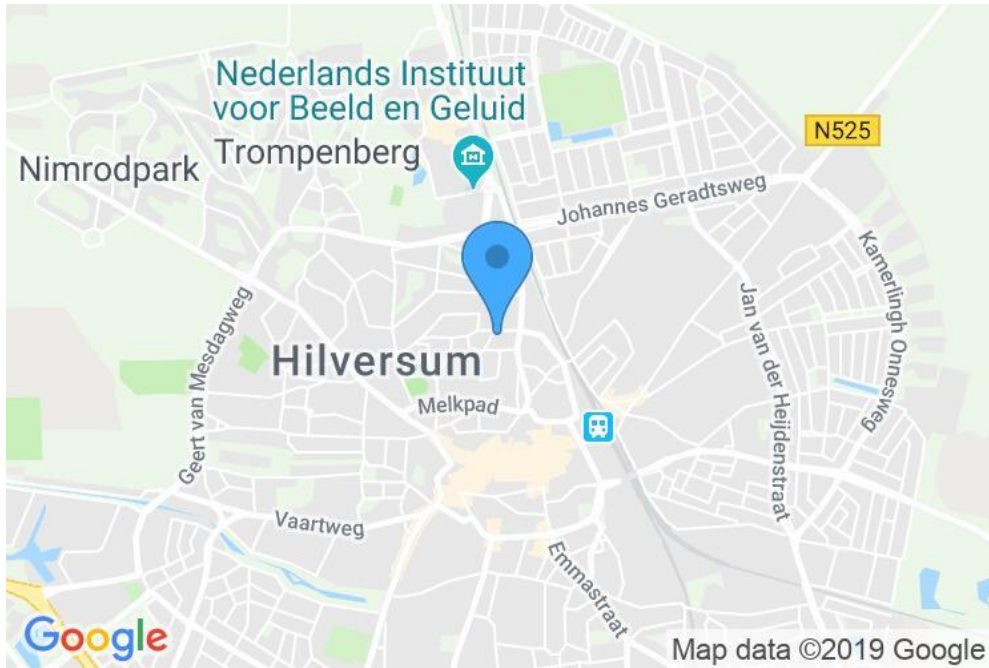 Nederlands Instituut
voor Beeld en Geluid
Trompenberg
Nimrodpark
N525
Johannes Geradtsweg
Kamerlingh Onnesweg
Geert van Mesdagweg
Jan van der Heijdenstraat
Hilversum
Melkpad
Vaartweg
Emmastraat
Google
Map data ©2019 Google